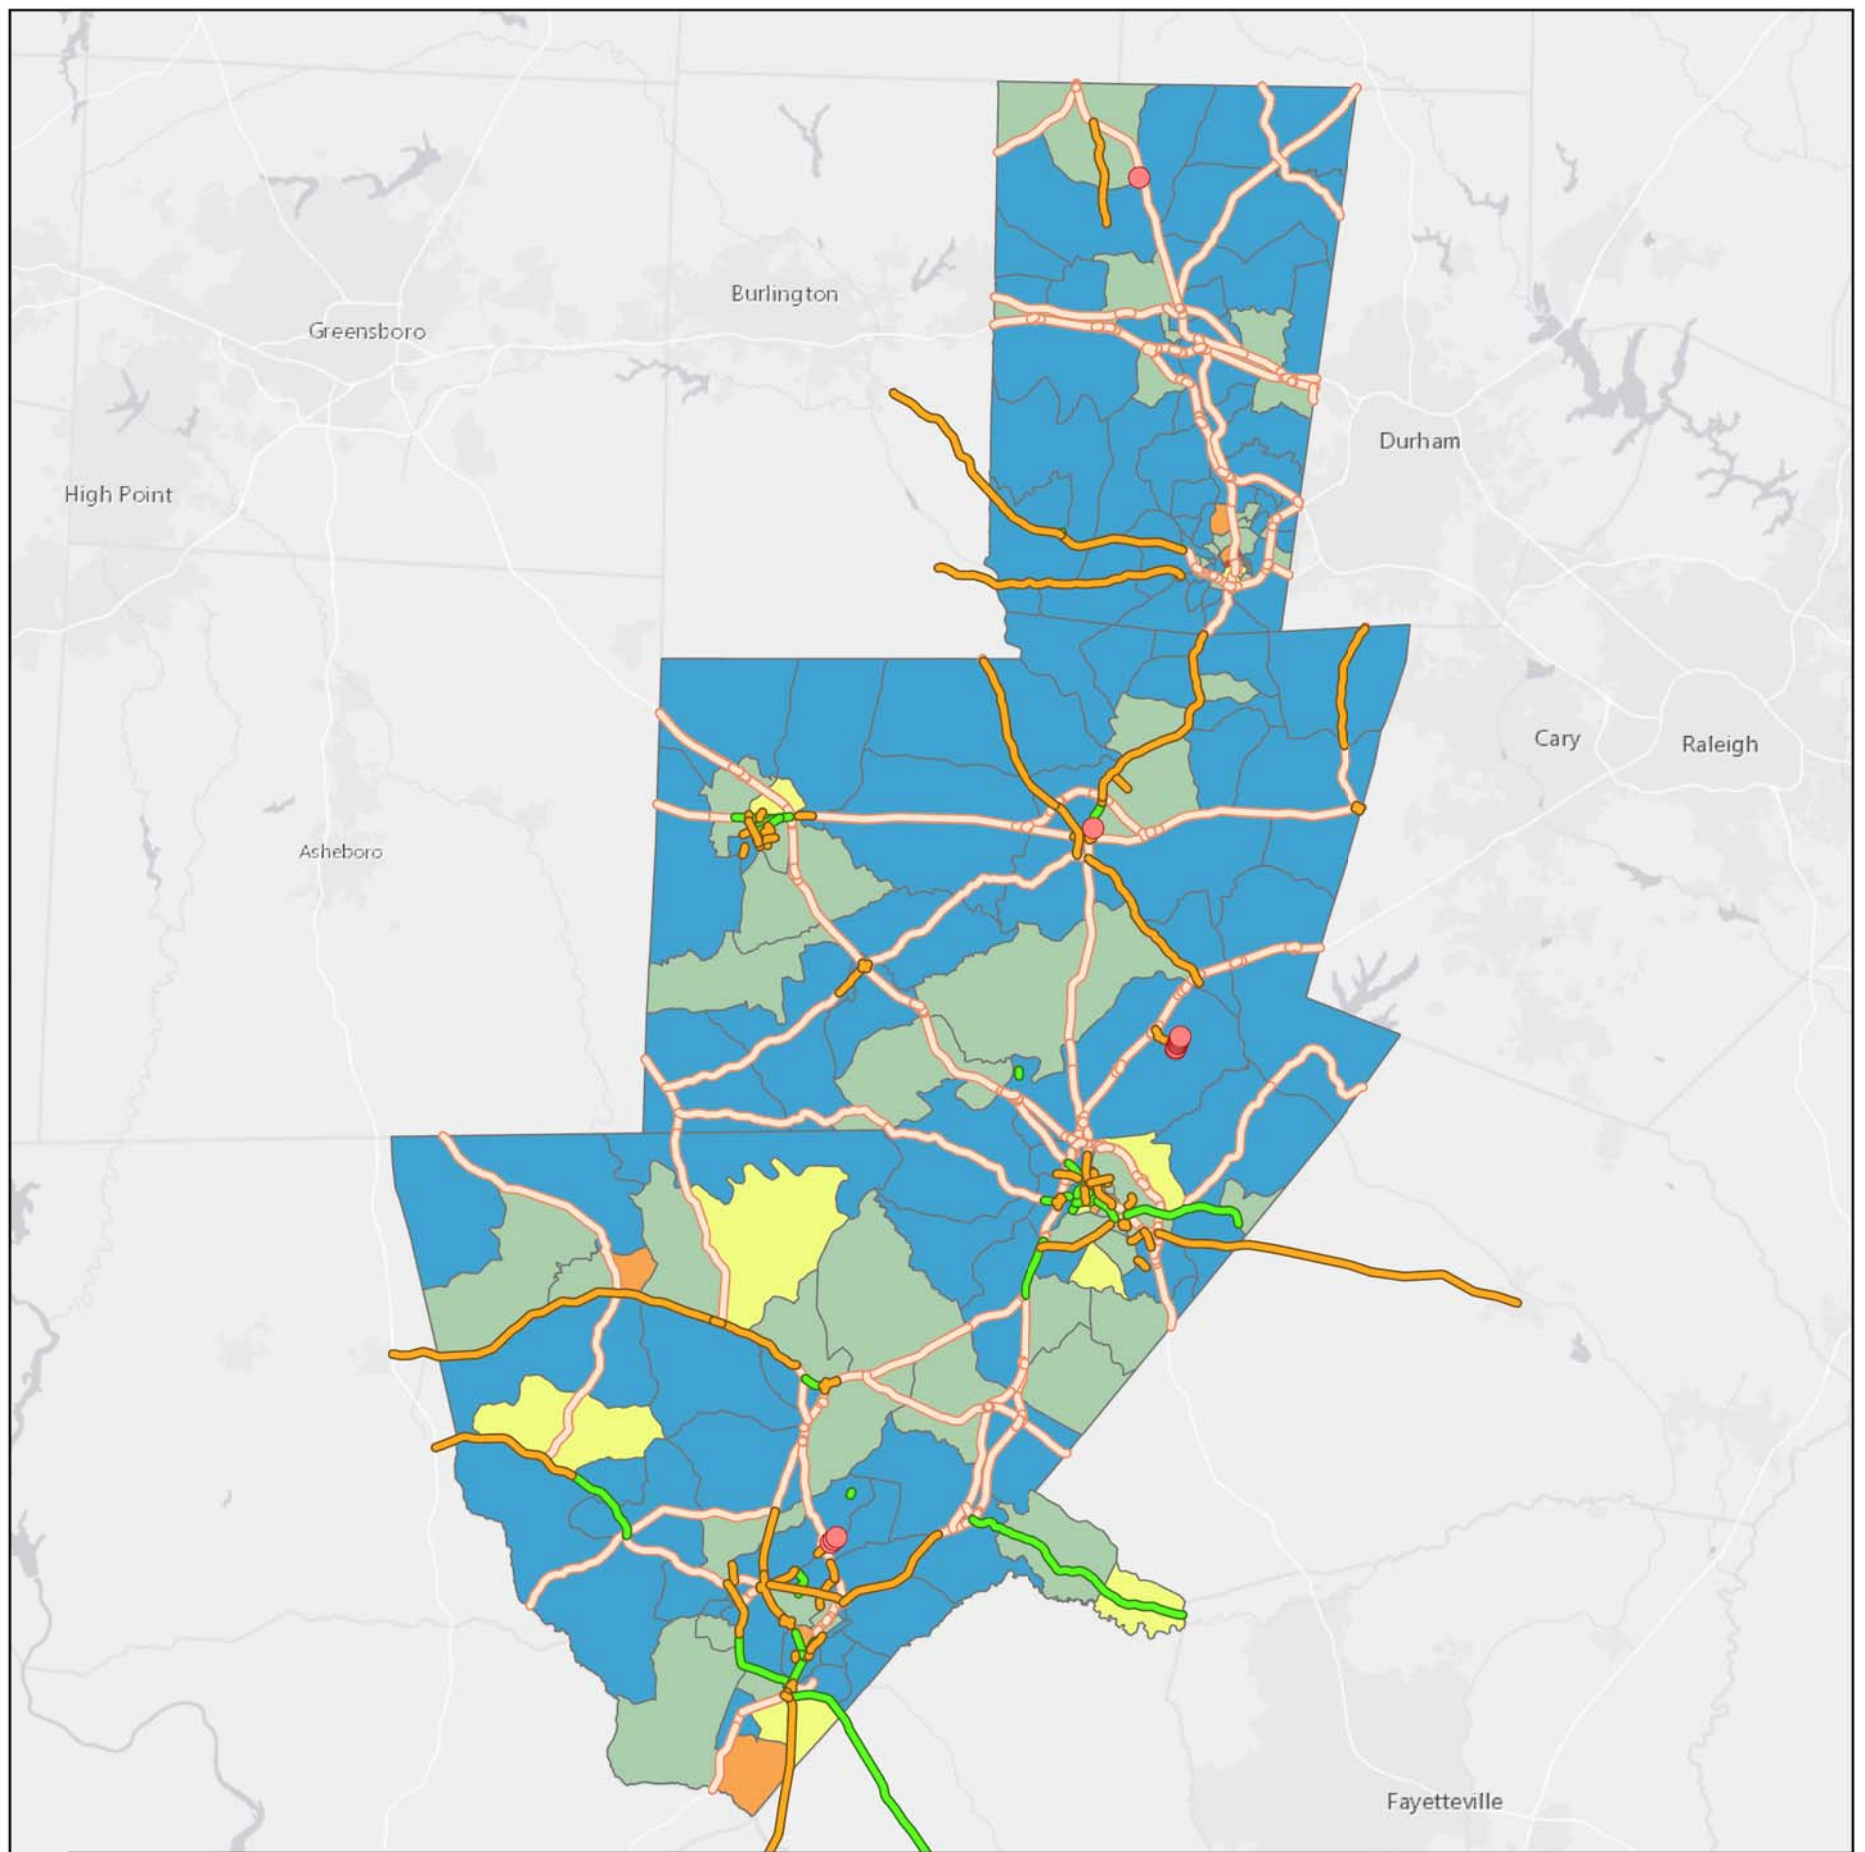 Burlington
Greensboro
Durham
High Point
Cary
Raleigh
Asheboro
Fayetteville